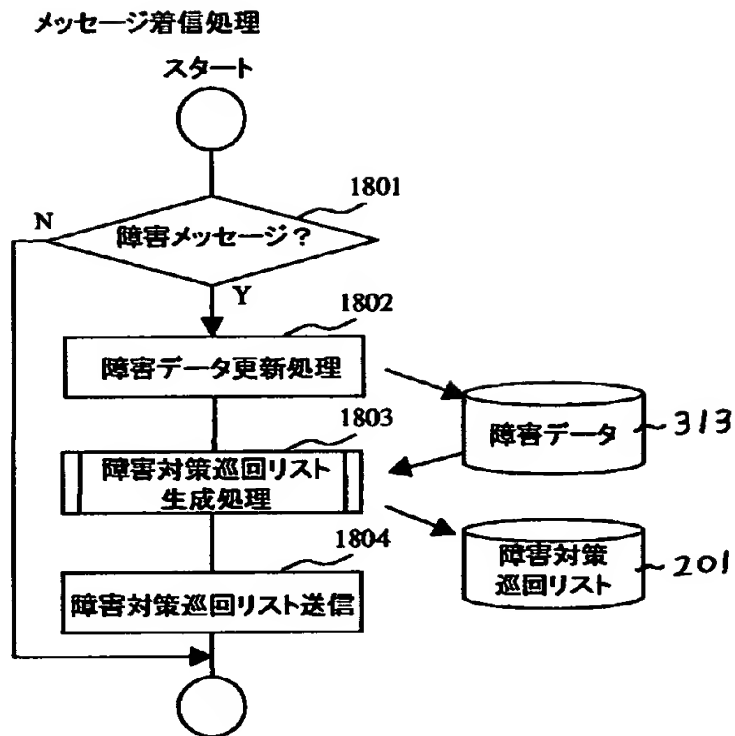 メッセージ着信処理
スタート
1801
N
障害メッセージ?
Y
1802
障害データ更新処理
障害データ
313
1803
障害対策巡回リスト
生成処理
障害対策
巡回リスト
201
1804
障害対策巡回リスト送信